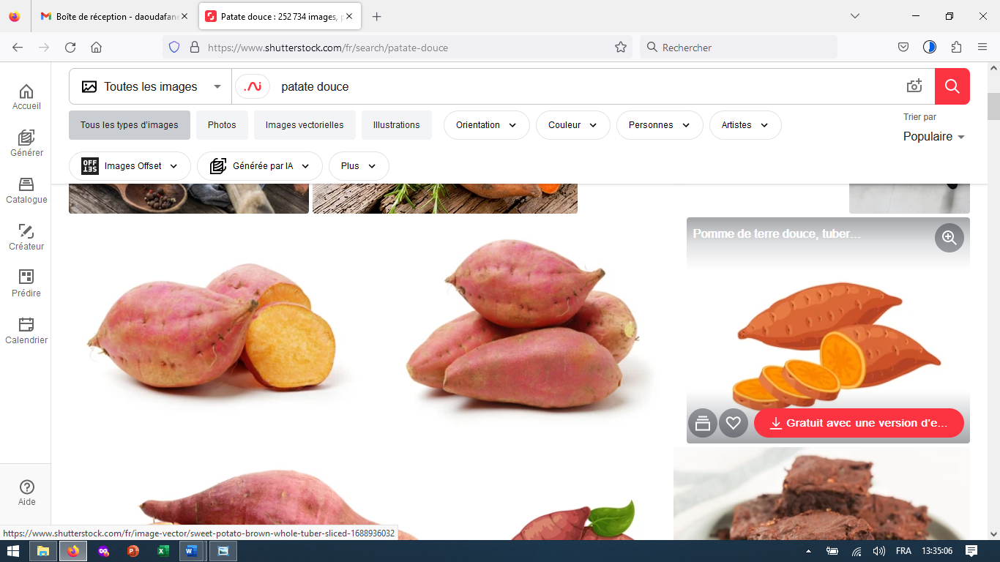 Boîte de réception - daoudafane
Patate douce : 252 734 images, p
https://www.shutterstock.com/fr/search/patate-douce
Rechercher
Toutes les images
patate douce
Tous les types d'images
Photos
Images vectorielles
Illustrations
Orientation
Couleur
Personnes
Artistes
Trier par
Populaire
OFFSET
Images Offset
Générée par IA
Plus
Accueil
Générer
Catalogue
Créateur
Prédire
Calendrier
Aide
Pomme de terre douce, tuber...
Gratuit avec une version d'e...
https://www.shutterstock.com/fr/image-vector/sweet-potato-brown-whole-tuber-sliced-1688936032
FRA
13:35:06